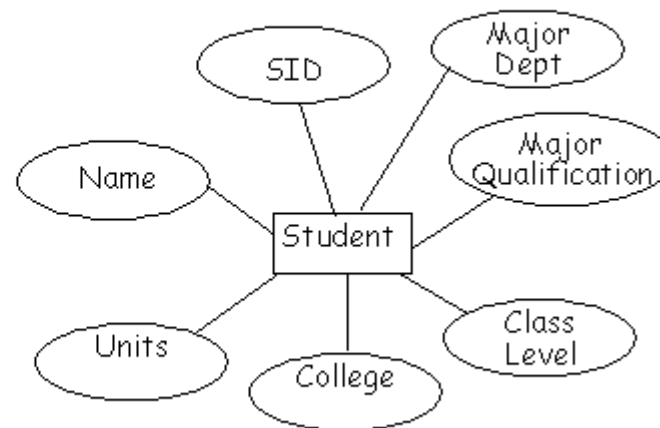 Major
Dept
SID
Major
Qualification
Name
Student
Class
Level
Units
College